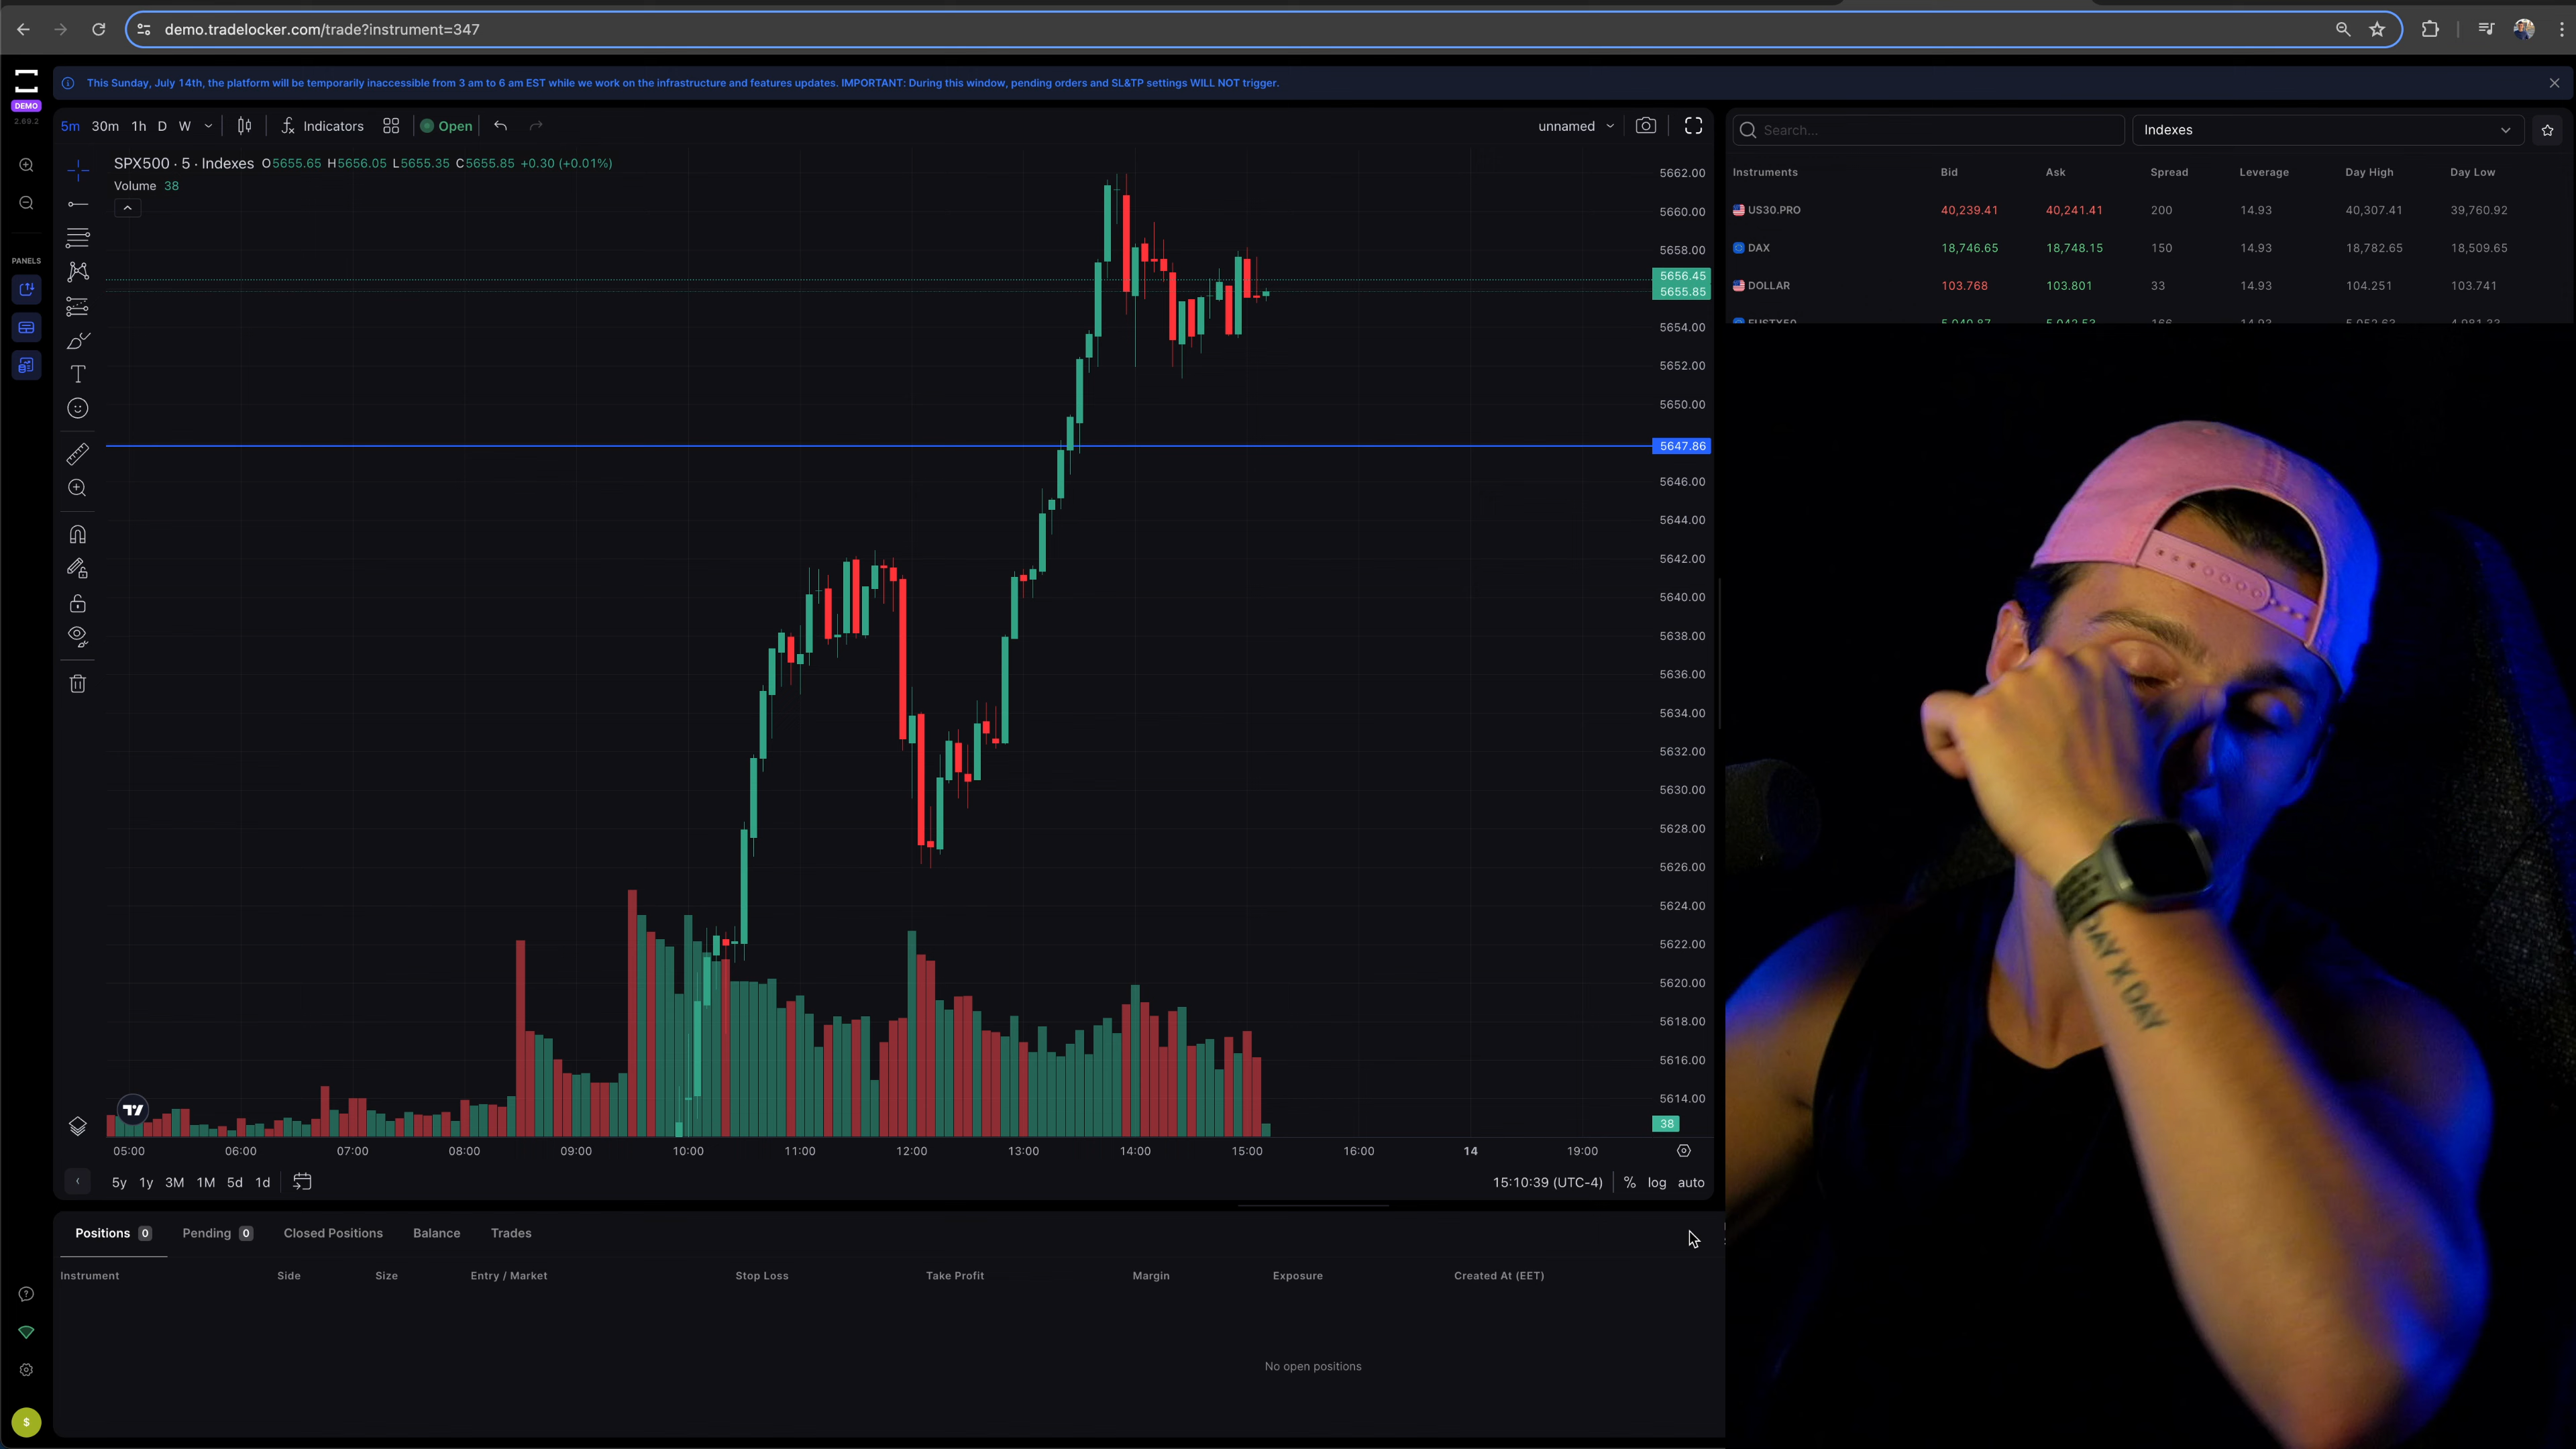 demo.tradelocker.com/trade?instrument=347
DEMO
2.69.2
This Sunday, July 14th, the platform will be temporarily inaccessible from 3 am to 6 am EST while we work on the infrastructure and features updates. IMPORTANT: During this window, pending orders and SL&TP settings WILL NOT trigger.
5m 30m 1h D W Indicators Open unnamed
SPX500 · 5 · Indexes O5655.65 H5656.05 L5655.35 C5655.85 +0.30 (+0.01%)
Volume 38
PANELS
5662.00
5660.00
5658.00
5656.45
5655.85
5654.00
5652.00
5650.00
5647.86
5646.00
5644.00
5642.00
5640.00
5638.00
5636.00
5634.00
5632.00
5630.00
5628.00
5626.00
5624.00
5622.00
5620.00
5618.00
5616.00
5614.00
38
05:00 06:00 07:00 08:00 09:00 10:00 11:00 12:00 13:00 14:00 15:00 16:00 14 19:00
5y 1y 3M 1M 5d 1d 15:10:39 (UTC-4) % log auto
Positions 0 Pending 0 Closed Positions Balance Trades
Instrument Side Size Entry / Market Stop Loss Take Profit Margin Exposure Created At (EET)
No open positions
$
Search... Indexes
Instruments Bid Ask Spread Leverage Day High Day Low
US30.PRO 40,239.41 40,241.41 200 14.93 40,307.41 39,760.92
DAX 18,746.65 18,748.15 150 14.93 18,782.65 18,509.65
DOLLAR 103.768 103.801 33 14.93 104.251 103.741
DAY X DAY